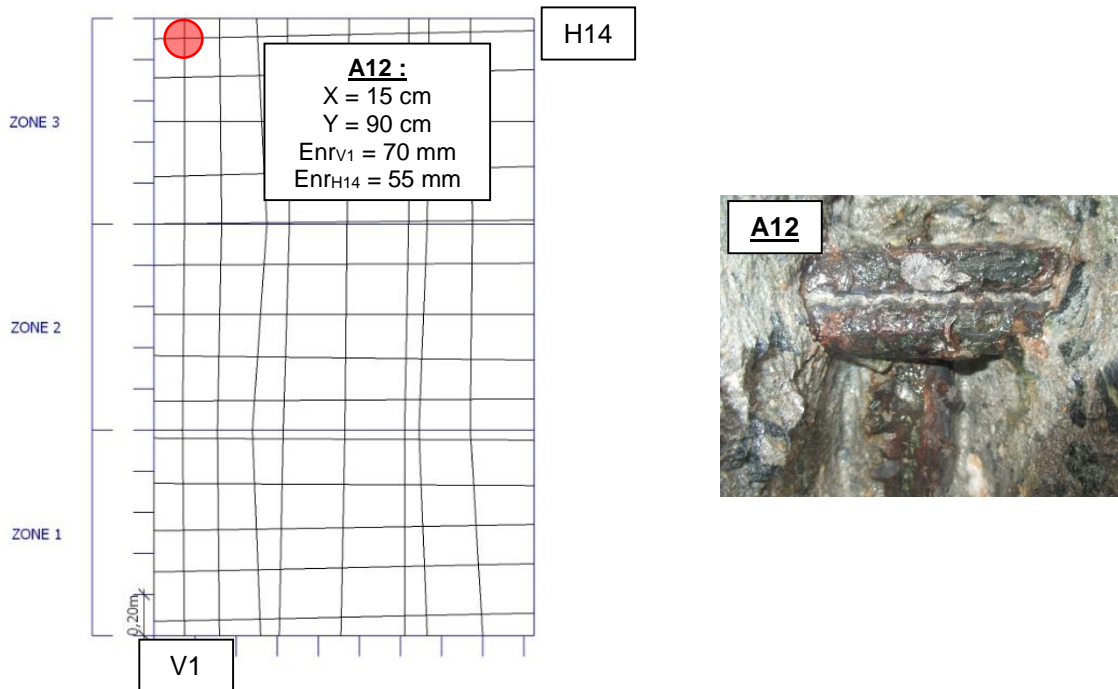 H14
A12 :
X = 15 cm
Y = 90 cm
EnrV1 = 70 mm
EnrH14 = 55 mm
ZONE 3
A12
ZONE 2
ZONE 1
0,20m
V1